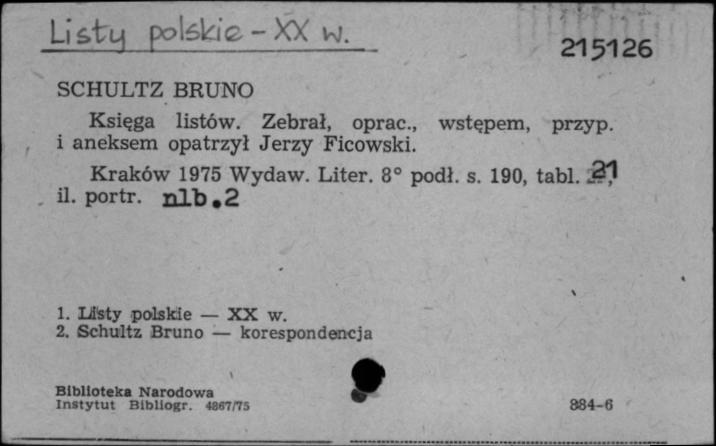 Listy polskie - XX w.
215126
SCHULTZ BRUNO
Księga listów. Zebrał, oprac., wstępem, przyp.
i aneksem opatrzył Jerzy Ficowski.
Kraków 1975 Wydaw. Liter. 8° podł. s. 190, tabl. 21,
il. portr. nlb.2
1. Listy polskie — XX w.
2. Schultz Bruno — korespondencja
Biblioteka Narodowa
Instytut Bibliogr. 4867/75
884-6